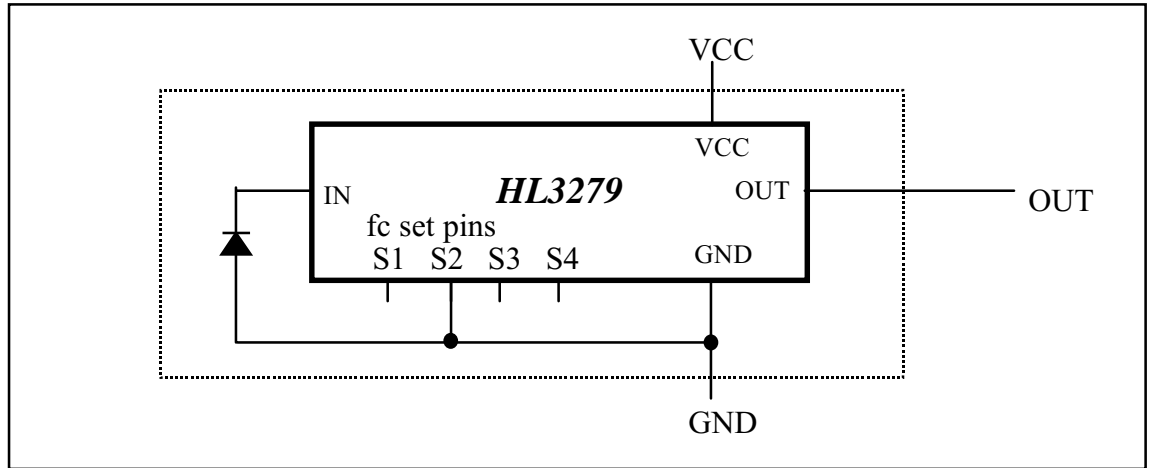 VCC
VCC
IN
HL3279
OUT
OUT
fc set pins
S1 S2 S3 S4
GND
GND